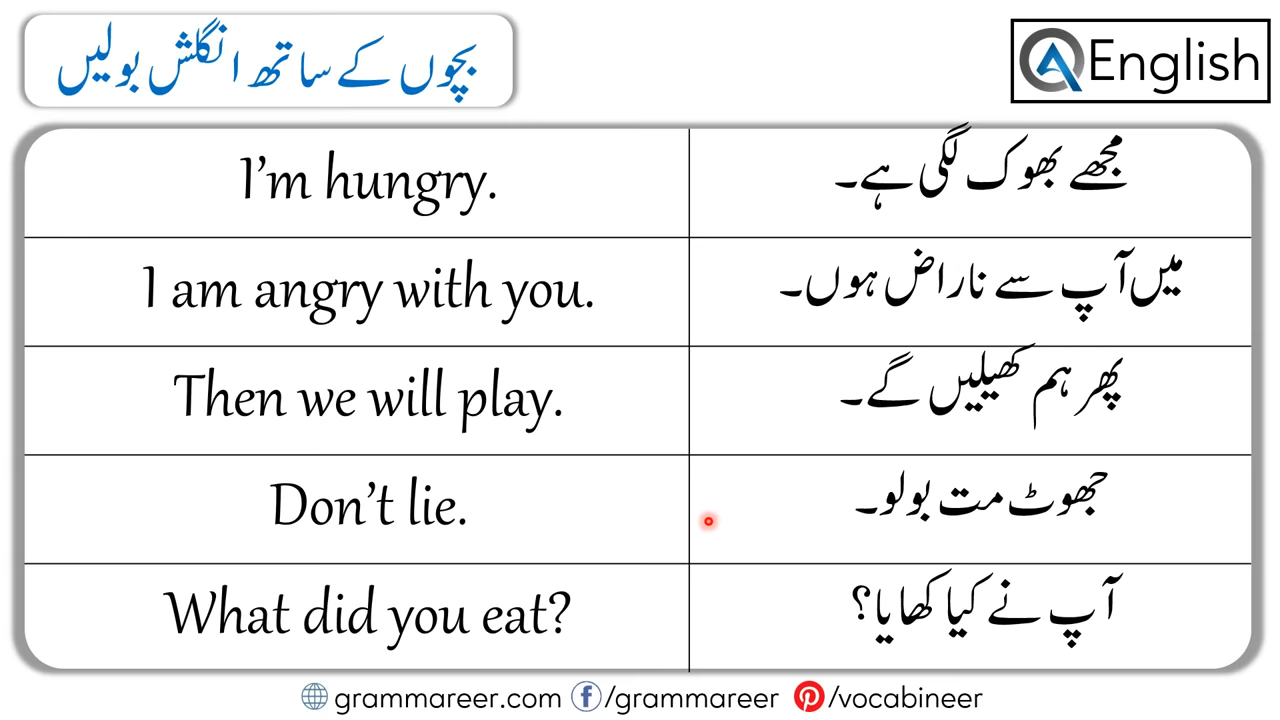 بچوں کے ساتھ انگلش بولیں
AQ English
I'm hungry.
مجھے بھوک لگی ہے۔
I am angry with you.
میں آپ سے ناراض ہوں۔
Then we will play.
پھر ہم کھیلیں گے۔
Don't lie.
جھوٹ مت بولو۔
What did you eat?
آپ نے کیا کھایا؟
grammareer.com f/grammareer /vocabineer